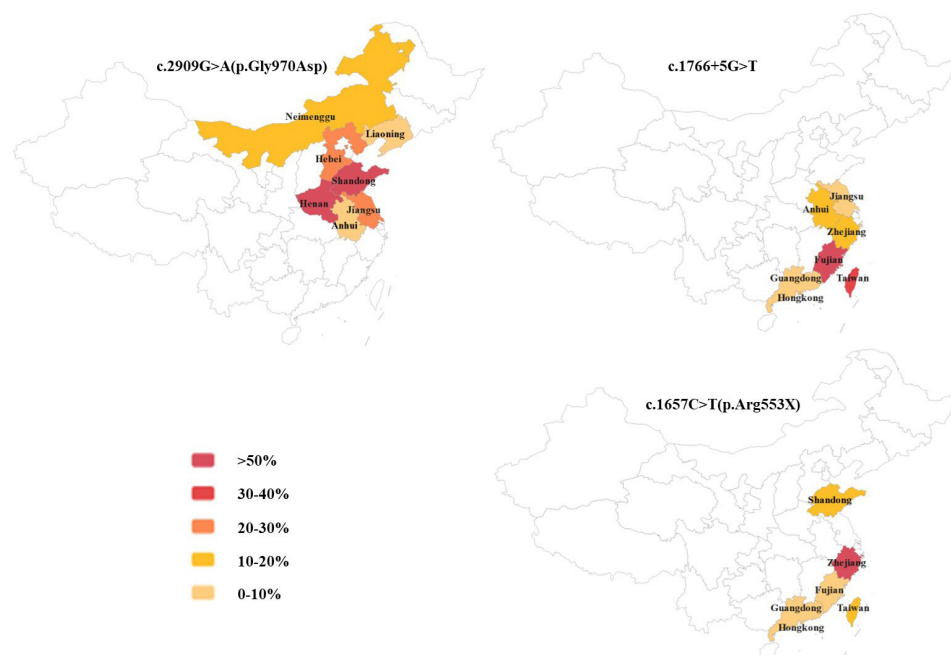 c.2909G>A(p.Gly970Asp)
Neimenggu
Liaoning
Hebei
Shandong
Henan
Jiangsu
Anhui
c.1766+5G>T
Jiangsu
Anhui
Zhejiang
Fujian
Guangdong
Taiwan
Hongkong
c.1657C>T(p.Arg553X)
Shandong
Zhejiang
Fujian
Guangdong
Taiwan
Hongkong
>50%
30-40%
20-30%
10-20%
0-10%